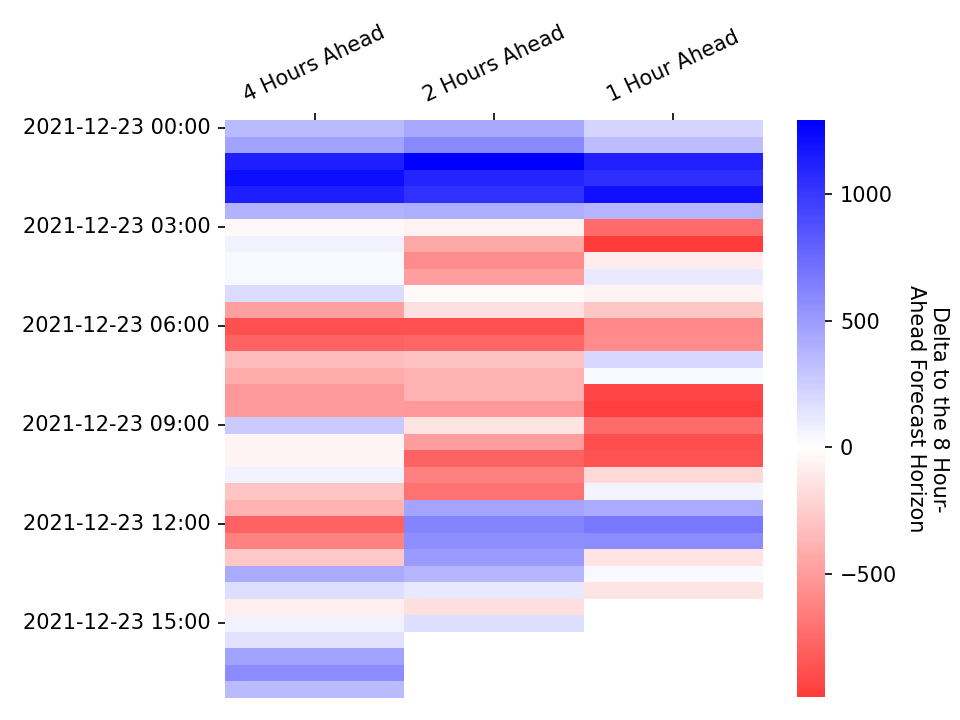 4 Hours Ahead
2 Hours Ahead
1 Hour Ahead
2021-12-23 00:00
2021-12-23 03:00
2021-12-23 06:00
2021-12-23 09:00
2021-12-23 12:00
2021-12-23 15:00
1000
500
0
−500
Delta to the 8 Hour-
Ahead Forecast Horizon